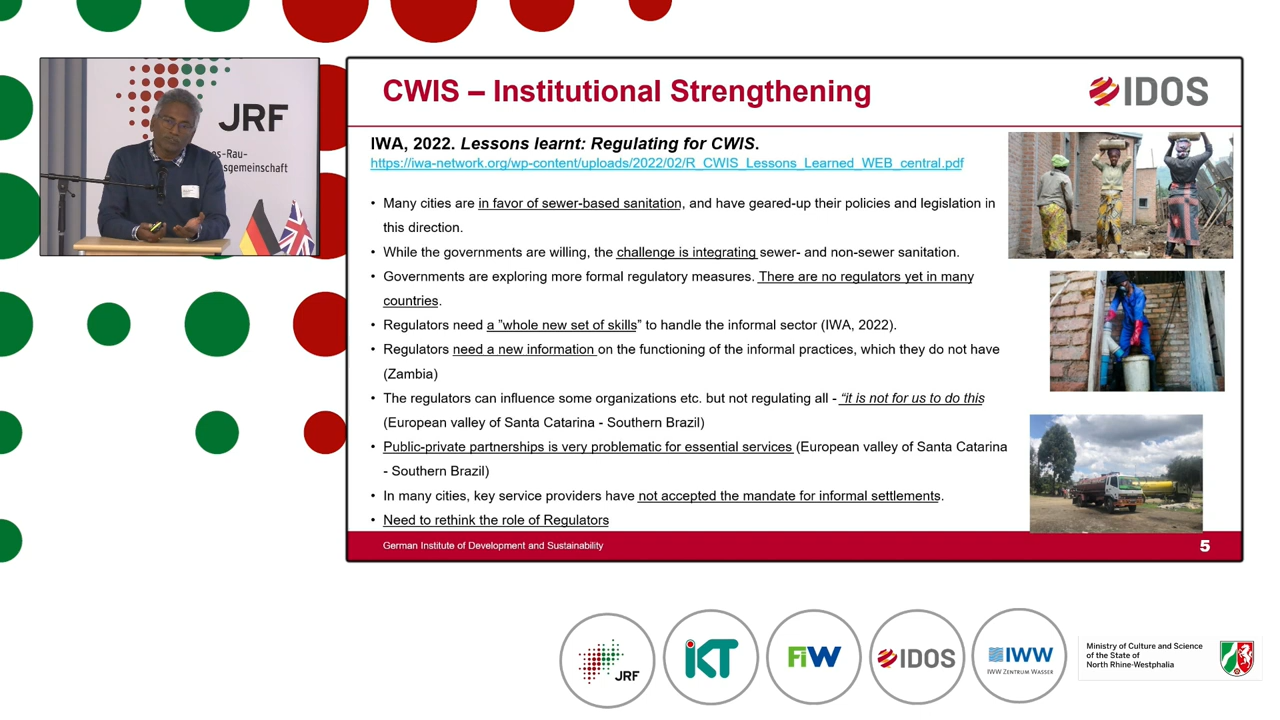 JRF
es-Rau-
sgemeinschaft
CWIS – Institutional Strengthening
IDOS
IWA, 2022. Lessons learnt: Regulating for CWIS.
https://iwa-network.org/wp-content/uploads/2022/02/R_CWIS_Lessons_Learned_WEB_central.pdf
• Many cities are in favor of sewer-based sanitation, and have geared-up their policies and legislation in
this direction.
• While the governments are willing, the challenge is integrating sewer- and non-sewer sanitation.
• Governments are exploring more formal regulatory measures. There are no regulators yet in many
countries.
• Regulators need a ”whole new set of skills” to handle the informal sector (IWA, 2022).
• Regulators need a new information on the functioning of the informal practices, which they do not have
(Zambia)
• The regulators can influence some organizations etc. but not regulating all - “it is not for us to do this
(European valley of Santa Catarina - Southern Brazil)
• Public-private partnerships is very problematic for essential services (European valley of Santa Catarina
- Southern Brazil)
• In many cities, key service providers have not accepted the mandate for informal settlements.
• Need to rethink the role of Regulators
German Institute of Development and Sustainability
5
JRF
iKT
FiW
IDOS
IWW
IWW ZENTRUM WASSER
Ministry of Culture and Science
of the State of
North Rhine-Westphalia